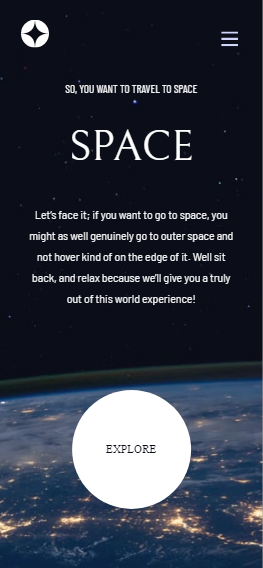 SO, YOU WANT TO TRAVEL TO SPACE
SPACE
Let's face it; if you want to go to space, you
might as well genuinely go to outer space and
not hover kind of on the edge of it. Well sit
back, and relax because we'll give you a truly
out of this world experience!
EXPLORE